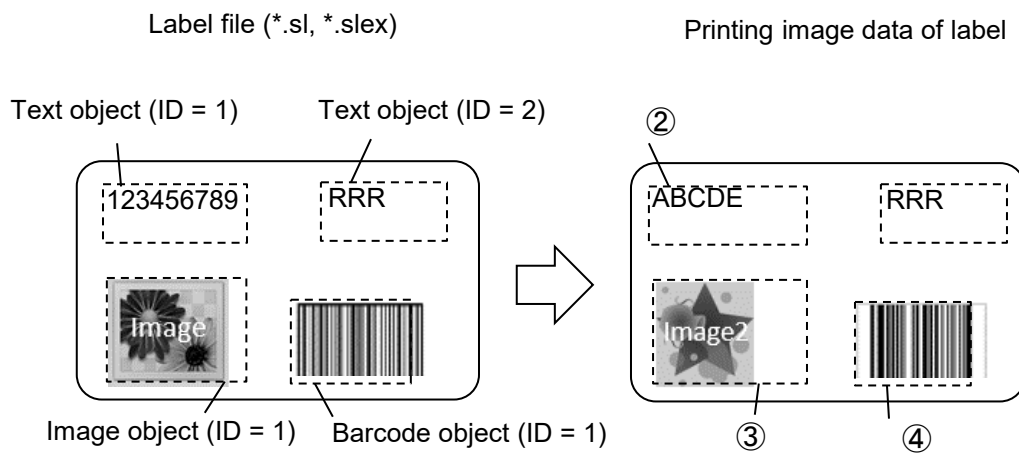 Label file (*.sl, *.slex)
Printing image data of label
Text object (ID = 1)
Text object (ID = 2)
②
123456789
RRR
ABCDE
RRR
Image
Image2
Image object (ID = 1)
Barcode object (ID = 1)
③
④